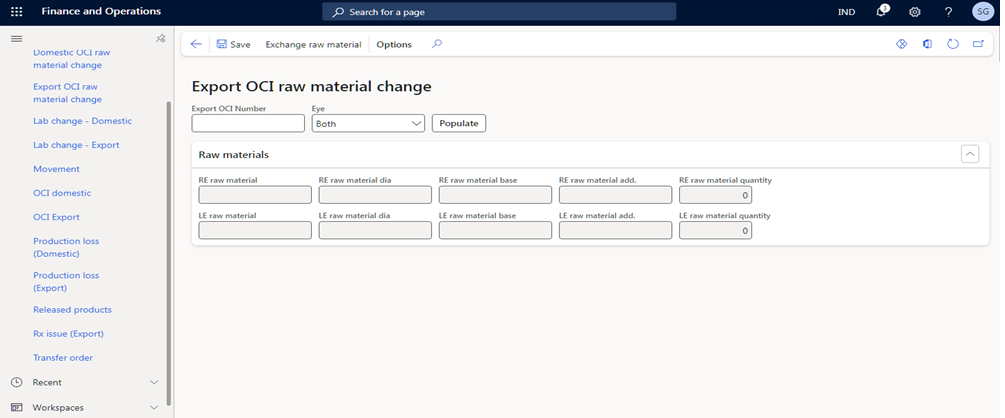 Finance and Operations
Search for a page
IND
1
SG
Domestic OCI raw
material change
Export OCI raw
material change
Lab change - Domestic
Lab change - Export
Movement
OCI domestic
OCI Export
Production loss
(Domestic)
Production loss
(Export)
Released products
Rx issue (Export)
Transfer order
Recent
Workspaces
Save
Exchange raw material
Options
Export OCI raw material change
Export OCI Number
Eye
Both
Populate
Raw materials
RE raw material
RE raw material dia
RE raw material base
RE raw material add.
RE raw material quantity
0
LE raw material
LE raw material dia
LE raw material base
LE raw material add.
LE raw material quantity
0